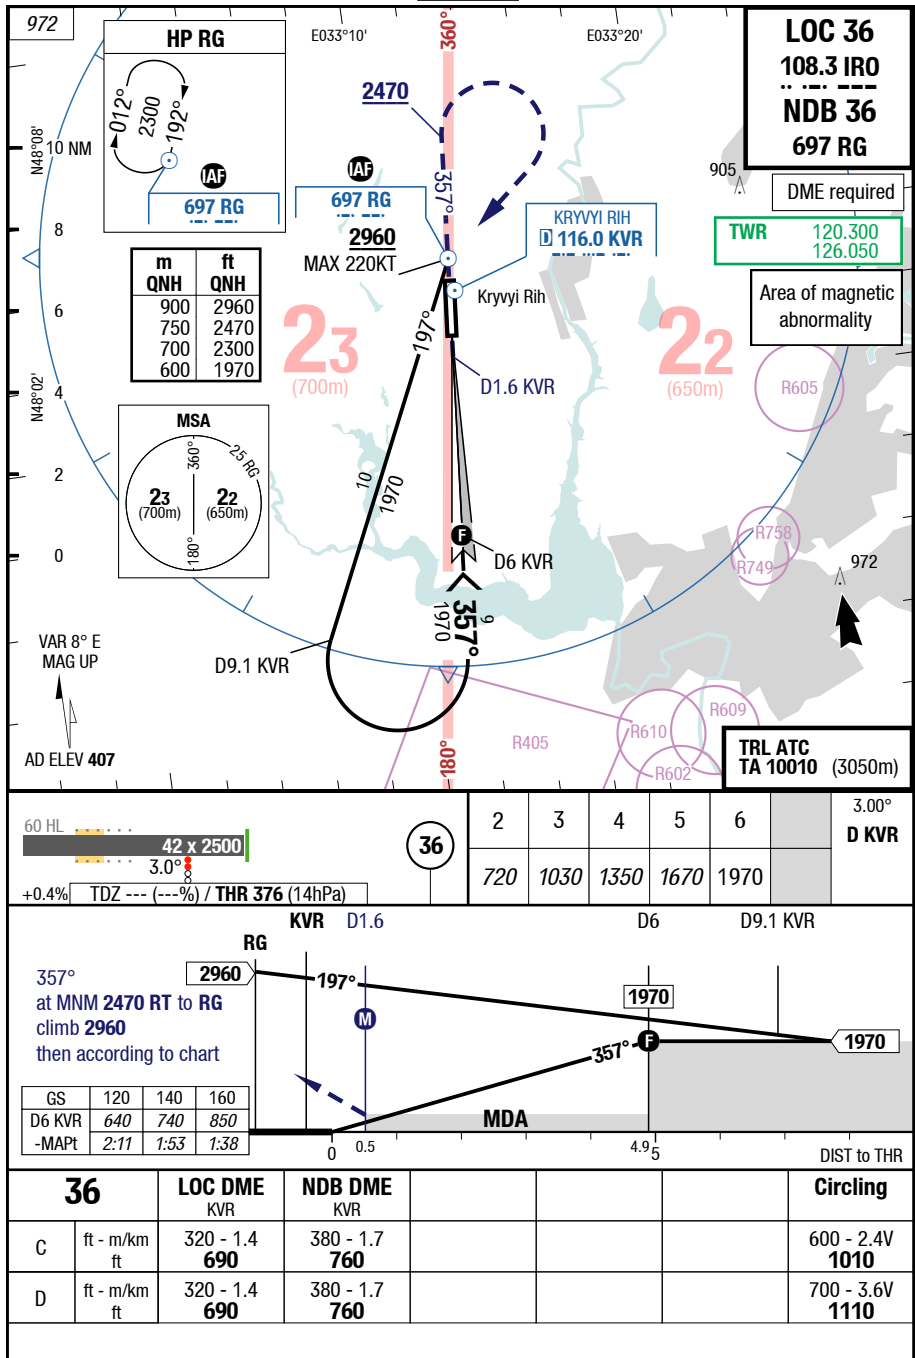 972
HP RG
012°
2300
192°
IAF
697 RG
IAF
697 RG
2960
MAX 220KT
E033°10'
360°
E033°20'
2470
357°
LOC 36
108.3 IRO
NDB 36
697 RG
905
DME required
TWR 120.300
126.050
Area of magnetic
abnormality
KRYVYI RIH
D 116.0 KVR
Kryvyi Rih
N48°08'
10 NM
8
6
4
2
0
N48°02'
m ft
QNH QNH
900 2960
750 2470
700 2300
600 1970
23
(700m)
22
(650m)
197°
D1.6 KVR
R605
MSA
25 RG
360°
23
(700m)
22
(650m)
180°
10
1970
F
D6 KVR
R758
R749
972
9
357°
1970
VAR 8° E
MAG UP
AD ELEV 407
D9.1 KVR
180°
R405
R610
R609
R602
TRL ATC
TA 10010 (3050m)
60 HL
42 x 2500
3.0°
+0.4%
TDZ --- (---%) / THR 376 (14hPa)
36
2 3 4 5 6
720 1030 1350 1670 1970
3.00°
D KVR
KVR D1.6 D6 D9.1 KVR
RG
2960
197°
357°
at MNM 2470 RT to RG
climb 2960
then according to chart
M
1970
F
357°
1970
MDA
GS 120 140 160
D6 KVR 640 740 850
-MAPt 2:11 1:53 1:38
0 0.5 4.9 5 DIST to THR
36 LOC DME NDB DME Circling
KVR KVR
C ft - m/km 320 - 1.4 380 - 1.7 600 - 2.4V
ft 690 760 1010
D ft - m/km 320 - 1.4 380 - 1.7 700 - 3.6V
ft 690 760 1110